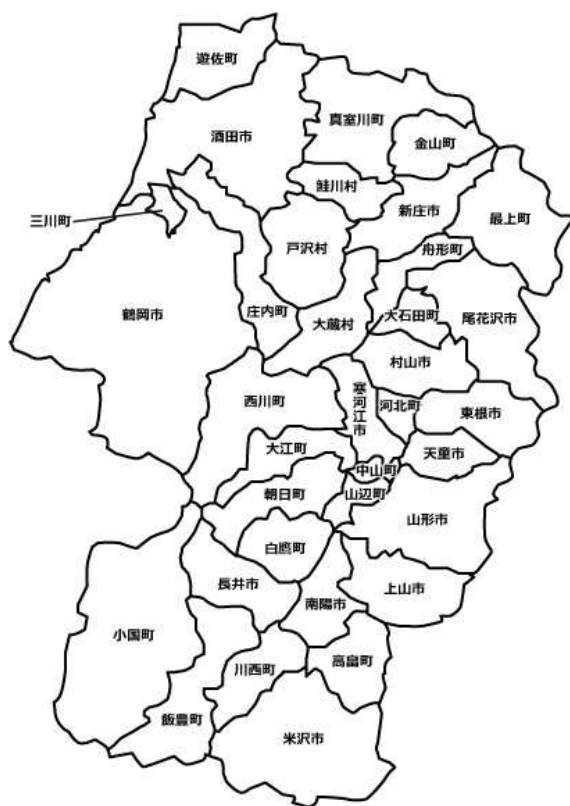 遊佐町
真室川町
酒田市
金山町
鮭川村
新庄市
最上町
三川町
戸沢村
舟形町
鶴岡市
庄内町
大蔵村
大石田町
尾花沢市
村山市
西川町
寒河江市
河北町
東根市
大江町
天童市
中山町
朝日町
山辺町
山形市
白鷹町
長井市
上山市
南陽市
小国町
高畠町
川西町
飯豊町
米沢市